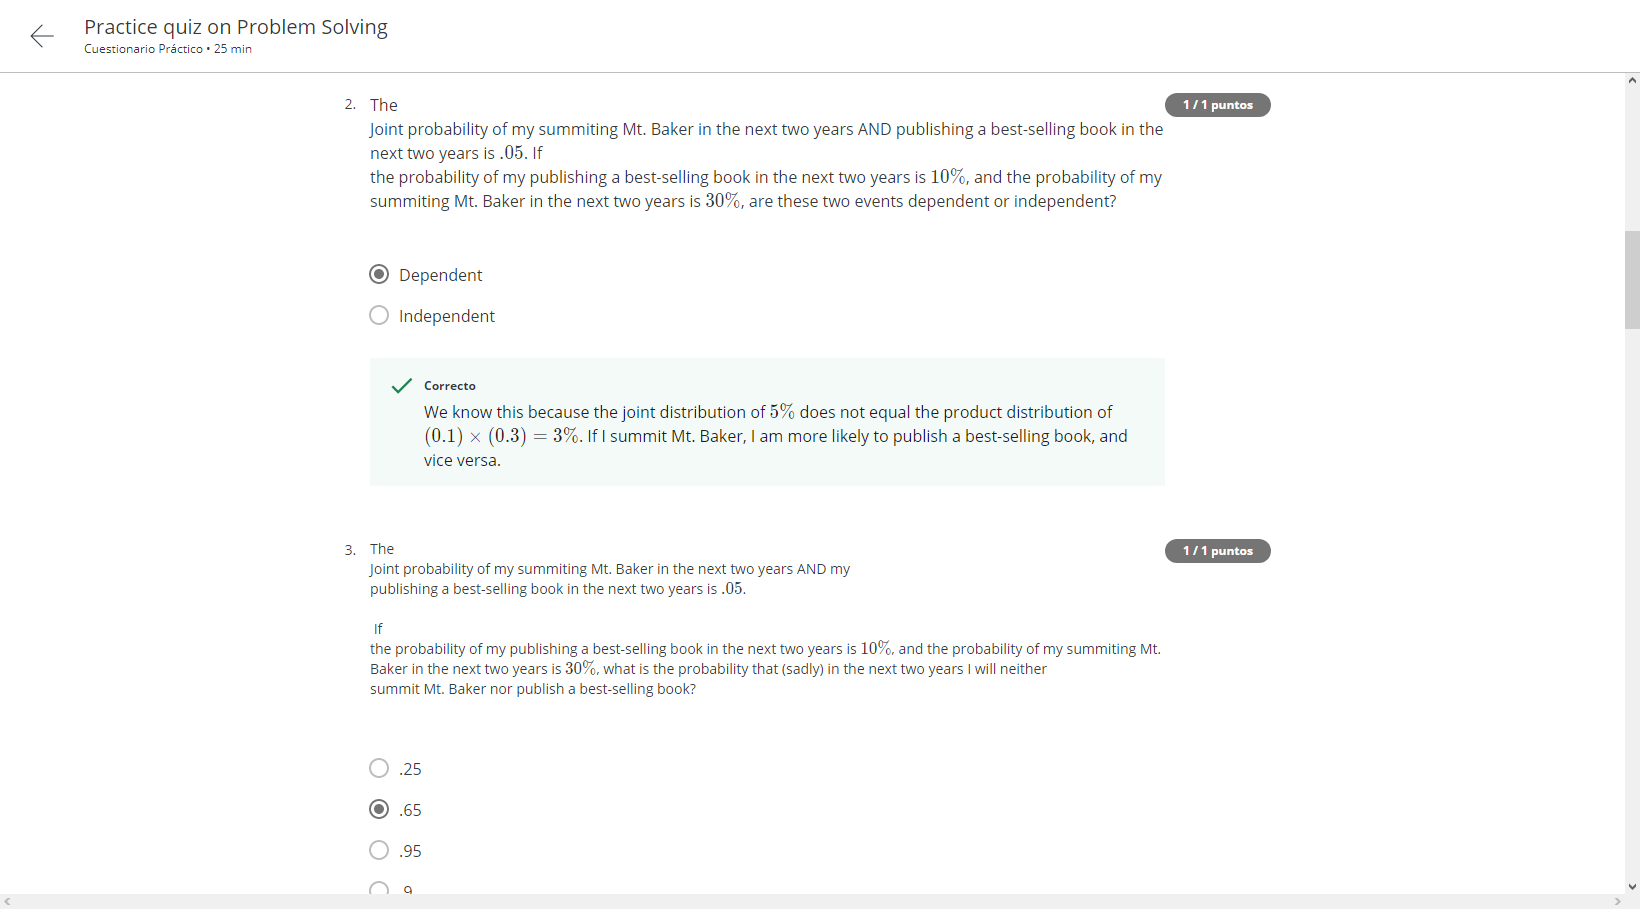 Practice quiz on Problem Solving
Cuestionario Práctico • 25 min
2. The
Joint probability of my summiting Mt. Baker in the next two years AND publishing a best-selling book in the
next two years is .05. If
the probability of my publishing a best-selling book in the next two years is 10%, and the probability of my
summiting Mt. Baker in the next two years is 30%, are these two events dependent or independent?
1 / 1 puntos
Dependent
Independent
Correcto
We know this because the joint distribution of 5% does not equal the product distribution of
(0.1) × (0.3) = 3%. If I summit Mt. Baker, I am more likely to publish a best-selling book, and
vice versa.
3. The
Joint probability of my summiting Mt. Baker in the next two years AND my
publishing a best-selling book in the next two years is .05.
If
the probability of my publishing a best-selling book in the next two years is 10%, and the probability of my summiting Mt.
Baker in the next two years is 30%, what is the probability that (sadly) in the next two years I will neither
summit Mt. Baker nor publish a best-selling book?
1 / 1 puntos
.25
.65
.95
.9